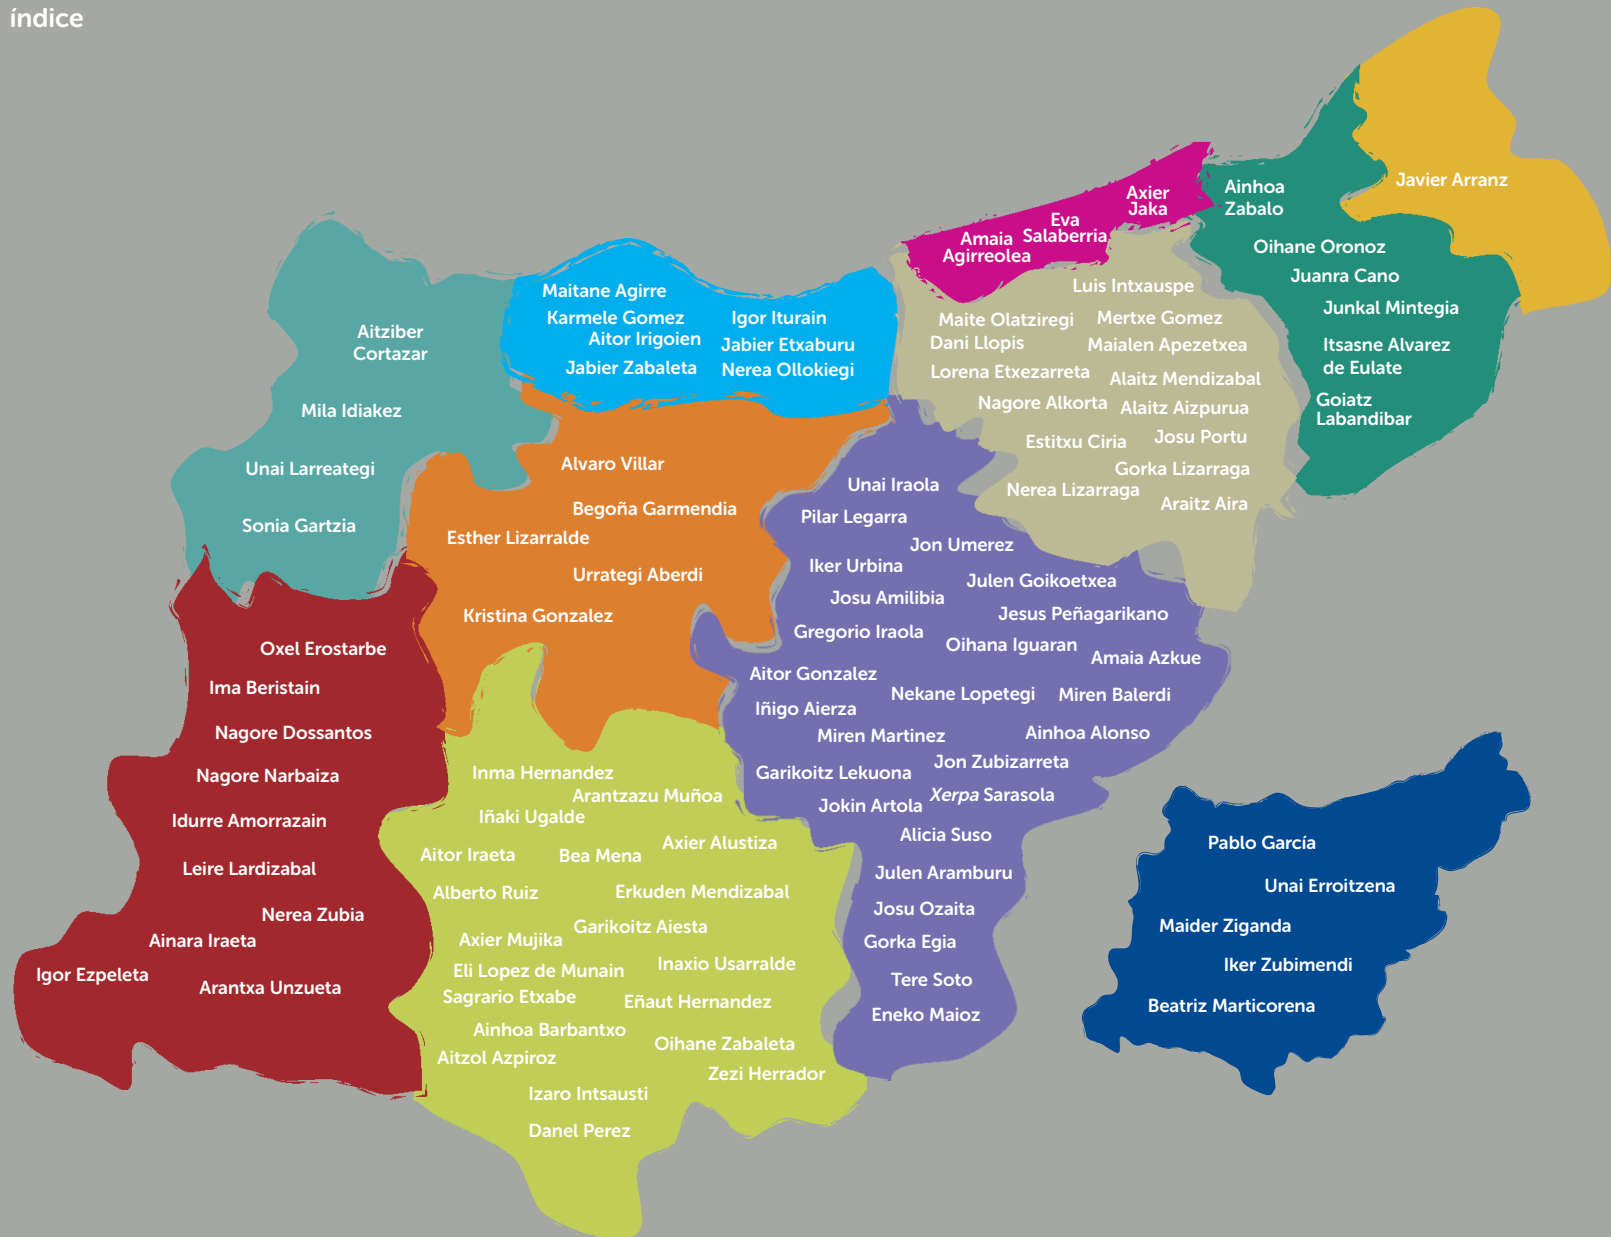 índice
Javier Arranz
Ainhoa
Zabalo
Oihane Oronoz
Juanra Cano
Junkal Mintegia
Itsasne Alvarez
de Eulate
Goiatz
Labandibar
Axier
Jaka
Eva
Salaberria
Amaia
Agirreolea
Luis Intxauspe
Maite Olatziregi
Mertxe Gomez
Dani Llopis
Maialen Apezetxea
Lorena Etxezarreta
Alaitz Mendizabal
Nagore Alkorta
Alaitz Aizpurua
Estitxu Ciria
Josu Portu
Gorka Lizarraga
Nerea Lizarraga
Araitz Aira
Maitane Agirre
Karmele Gomez
Igor Iturain
Aitor Irigoien
Jabier Etxaburu
Jabier Zabaleta
Nerea Ollokiegi
Aitziber
Cortazar
Mila Idiakez
Unai Larreategi
Sonia Gartzia
Alvaro Villar
Begoña Garmendia
Esther Lizarralde
Urrategi Aberdi
Kristina Gonzalez
Unai Iraola
Pilar Legarra
Jon Umerez
Iker Urbina
Julen Goikoetxea
Josu Amilibia
Jesus Peñagarikano
Gregorio Iraola
Oihana Iguaran
Amaia Azkue
Aitor Gonzalez
Nekane Lopetegi
Miren Balerdi
Iñigo Aierza
Miren Martinez
Ainhoa Alonso
Jon Zubizarreta
Garikoitz Lekuona
Xerpa Sarasola
Jokin Artola
Alicia Suso
Julen Aramburu
Josu Ozaita
Gorka Egia
Tere Soto
Eneko Maioz
Oxel Erostarbe
Ima Beristain
Nagore Dossantos
Nagore Narbaiza
Idurre Amorrazain
Leire Lardizabal
Nerea Zubia
Ainara Iraeta
Igor Ezpeleta
Arantxa Unzueta
Inma Hernandez
Arantzazu Muñoa
Iñaki Ugalde
Axier Alustiza
Aitor Iraeta
Bea Mena
Alberto Ruiz
Erkuden Mendizabal
Garikoitz Aiesta
Axier Mujika
Inaxio Usarralde
Eli Lopez de Munain
Sagrario Etxabe
Eñaut Hernandez
Ainhoa Barbantxo
Oihane Zabaleta
Aitzol Azpiroz
Zezi Herrador
Izaro Intsausti
Danel Perez
Pablo García
Unai Erroitzena
Maider Ziganda
Iker Zubimendi
Beatriz Marticorena